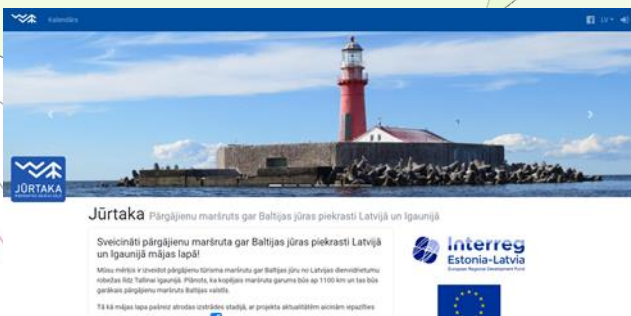 Kalendārs
LV
JŪRTAKA
Jūrtaka Pārgājienu maršruts gar Baltijas jūras piekrasti Latvijā un Igaunijā
Sveicināti pārgājienu maršruta gar Baltijas jūras piekrasti Latvijā
un Igaunijā mājas lapā!
Mūsu mērķis ir izveidot pārgājienu tūrisma maršrutu gar Baltijas jūru no Latvijas dienvidrietumu
robežas līdz Tallinai Igaunijā. Plānots, ka kopējais maršruta garums būs ap 1100 km un tas būs
garākais pārgājienu maršruts Baltijas valstīs.
Tā kā mājas lapa pašreiz atrodas izstrādes stadijā, ar projekta aktualitātēm aicinām iepazīties
Interreg
Estonia-Latvia
European Regional Development Fund